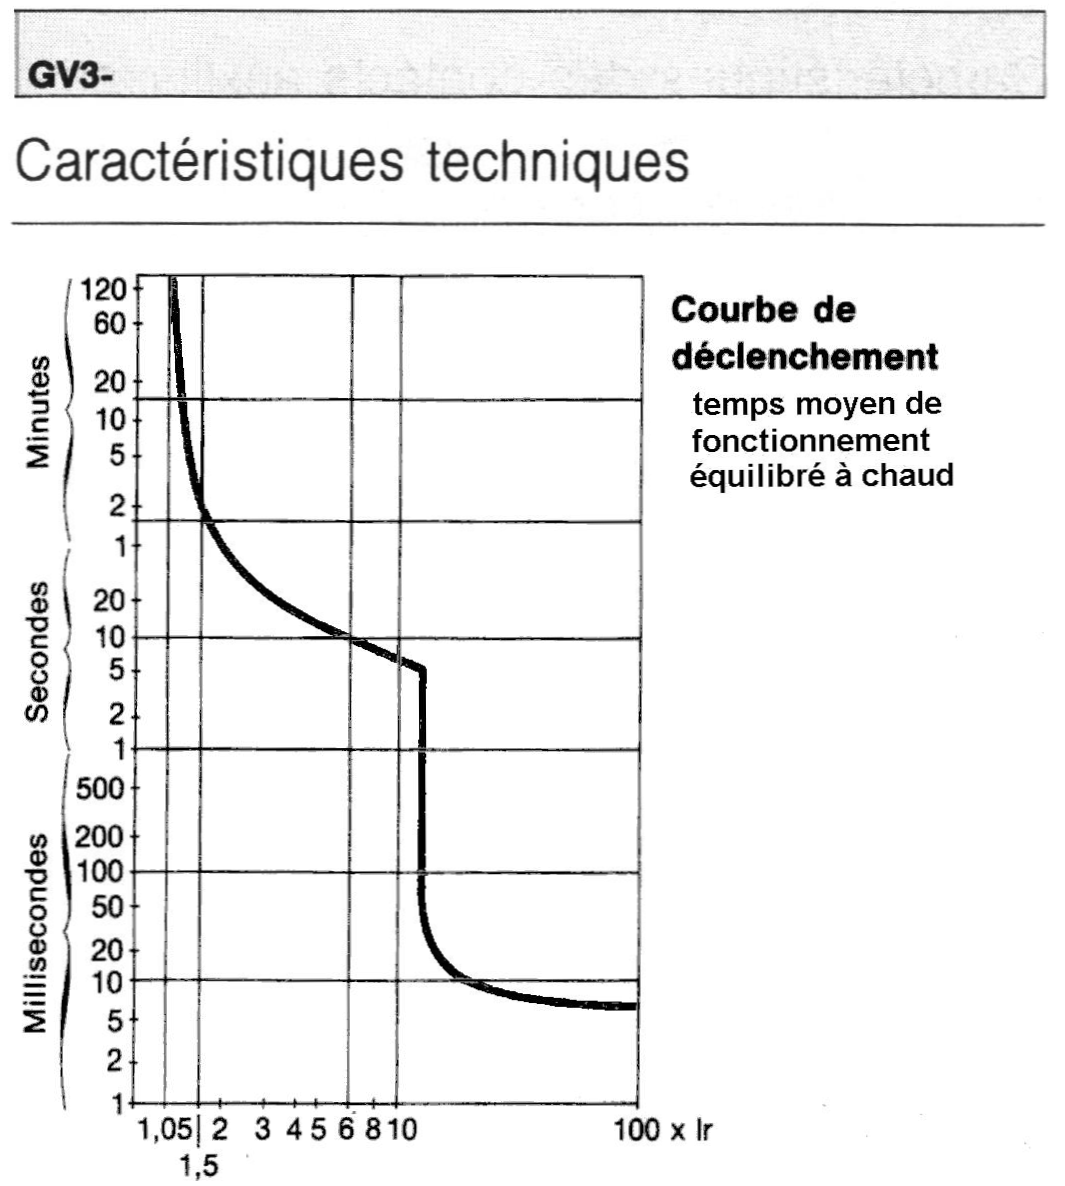 GV3-
Caractéristiques techniques
Courbe de
déclenchement
temps moyen de
fonctionnement
équilibré à chaud
Minutes
120
60
20
10
5
2
1
Secondes
20
10
5
2
1
Millisecondes
500
200
100
50
20
10
5
2
1
1,05 2 3 4 5 6 8 10 100 x Ir
1,5